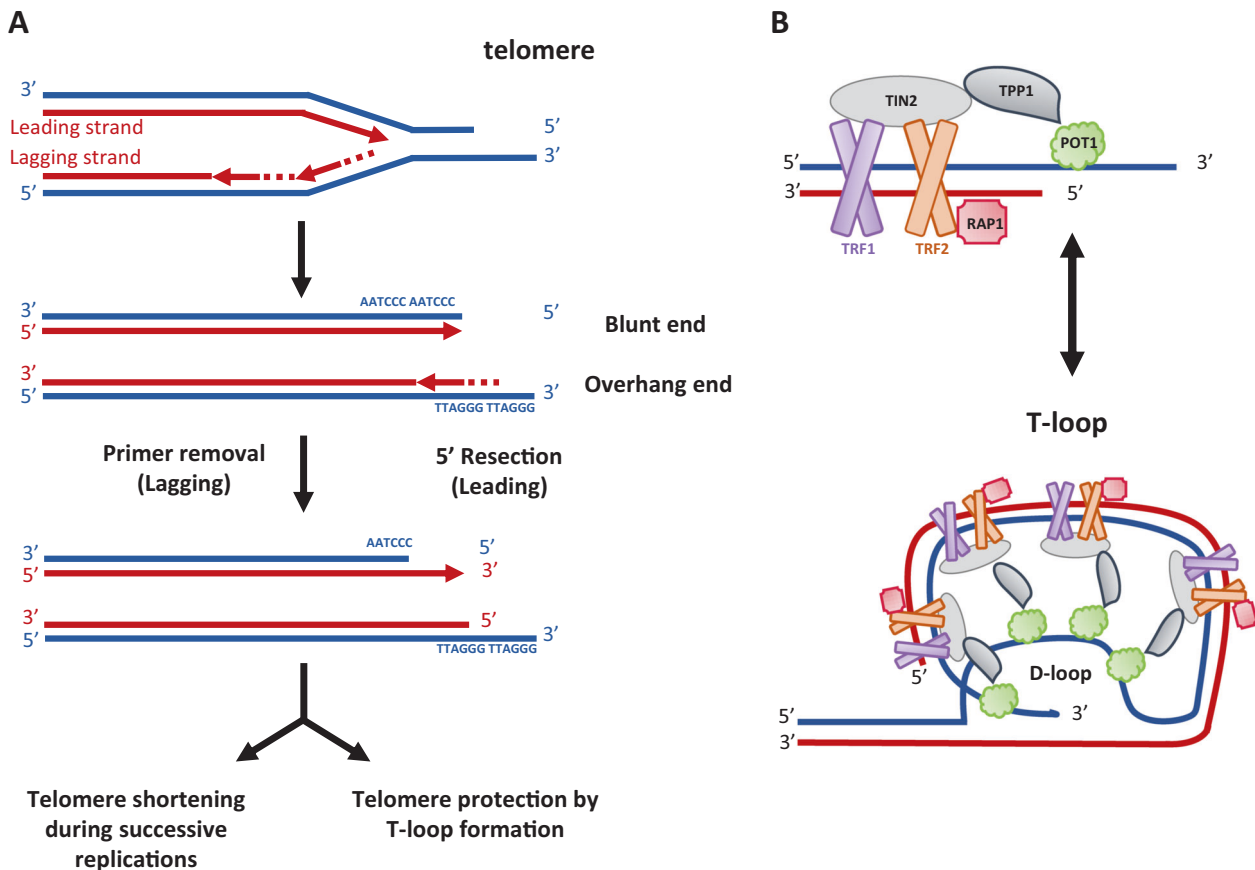 A
telomere
3’
Leading strand
5’
Lagging strand
3’
5’
AATCCC AATCCC
3’
5’
5’
Blunt end
3’
Overhang end
5’
3’
TTAGGG TTAGGG
Primer removal
(Lagging)
5’ Resection
(Leading)
AATCCC
3’
5’
5’
3’
3’
5’
5’
3’
TTAGGG TTAGGG
Telomere shortening
during successive
replications
Telomere protection by
T-loop formation
B
TIN2
TPP1
POT1
5’
3’
3’
5’
RAP1
TRF1
TRF2
T-loop
5’
D-loop
5’
3’
3’